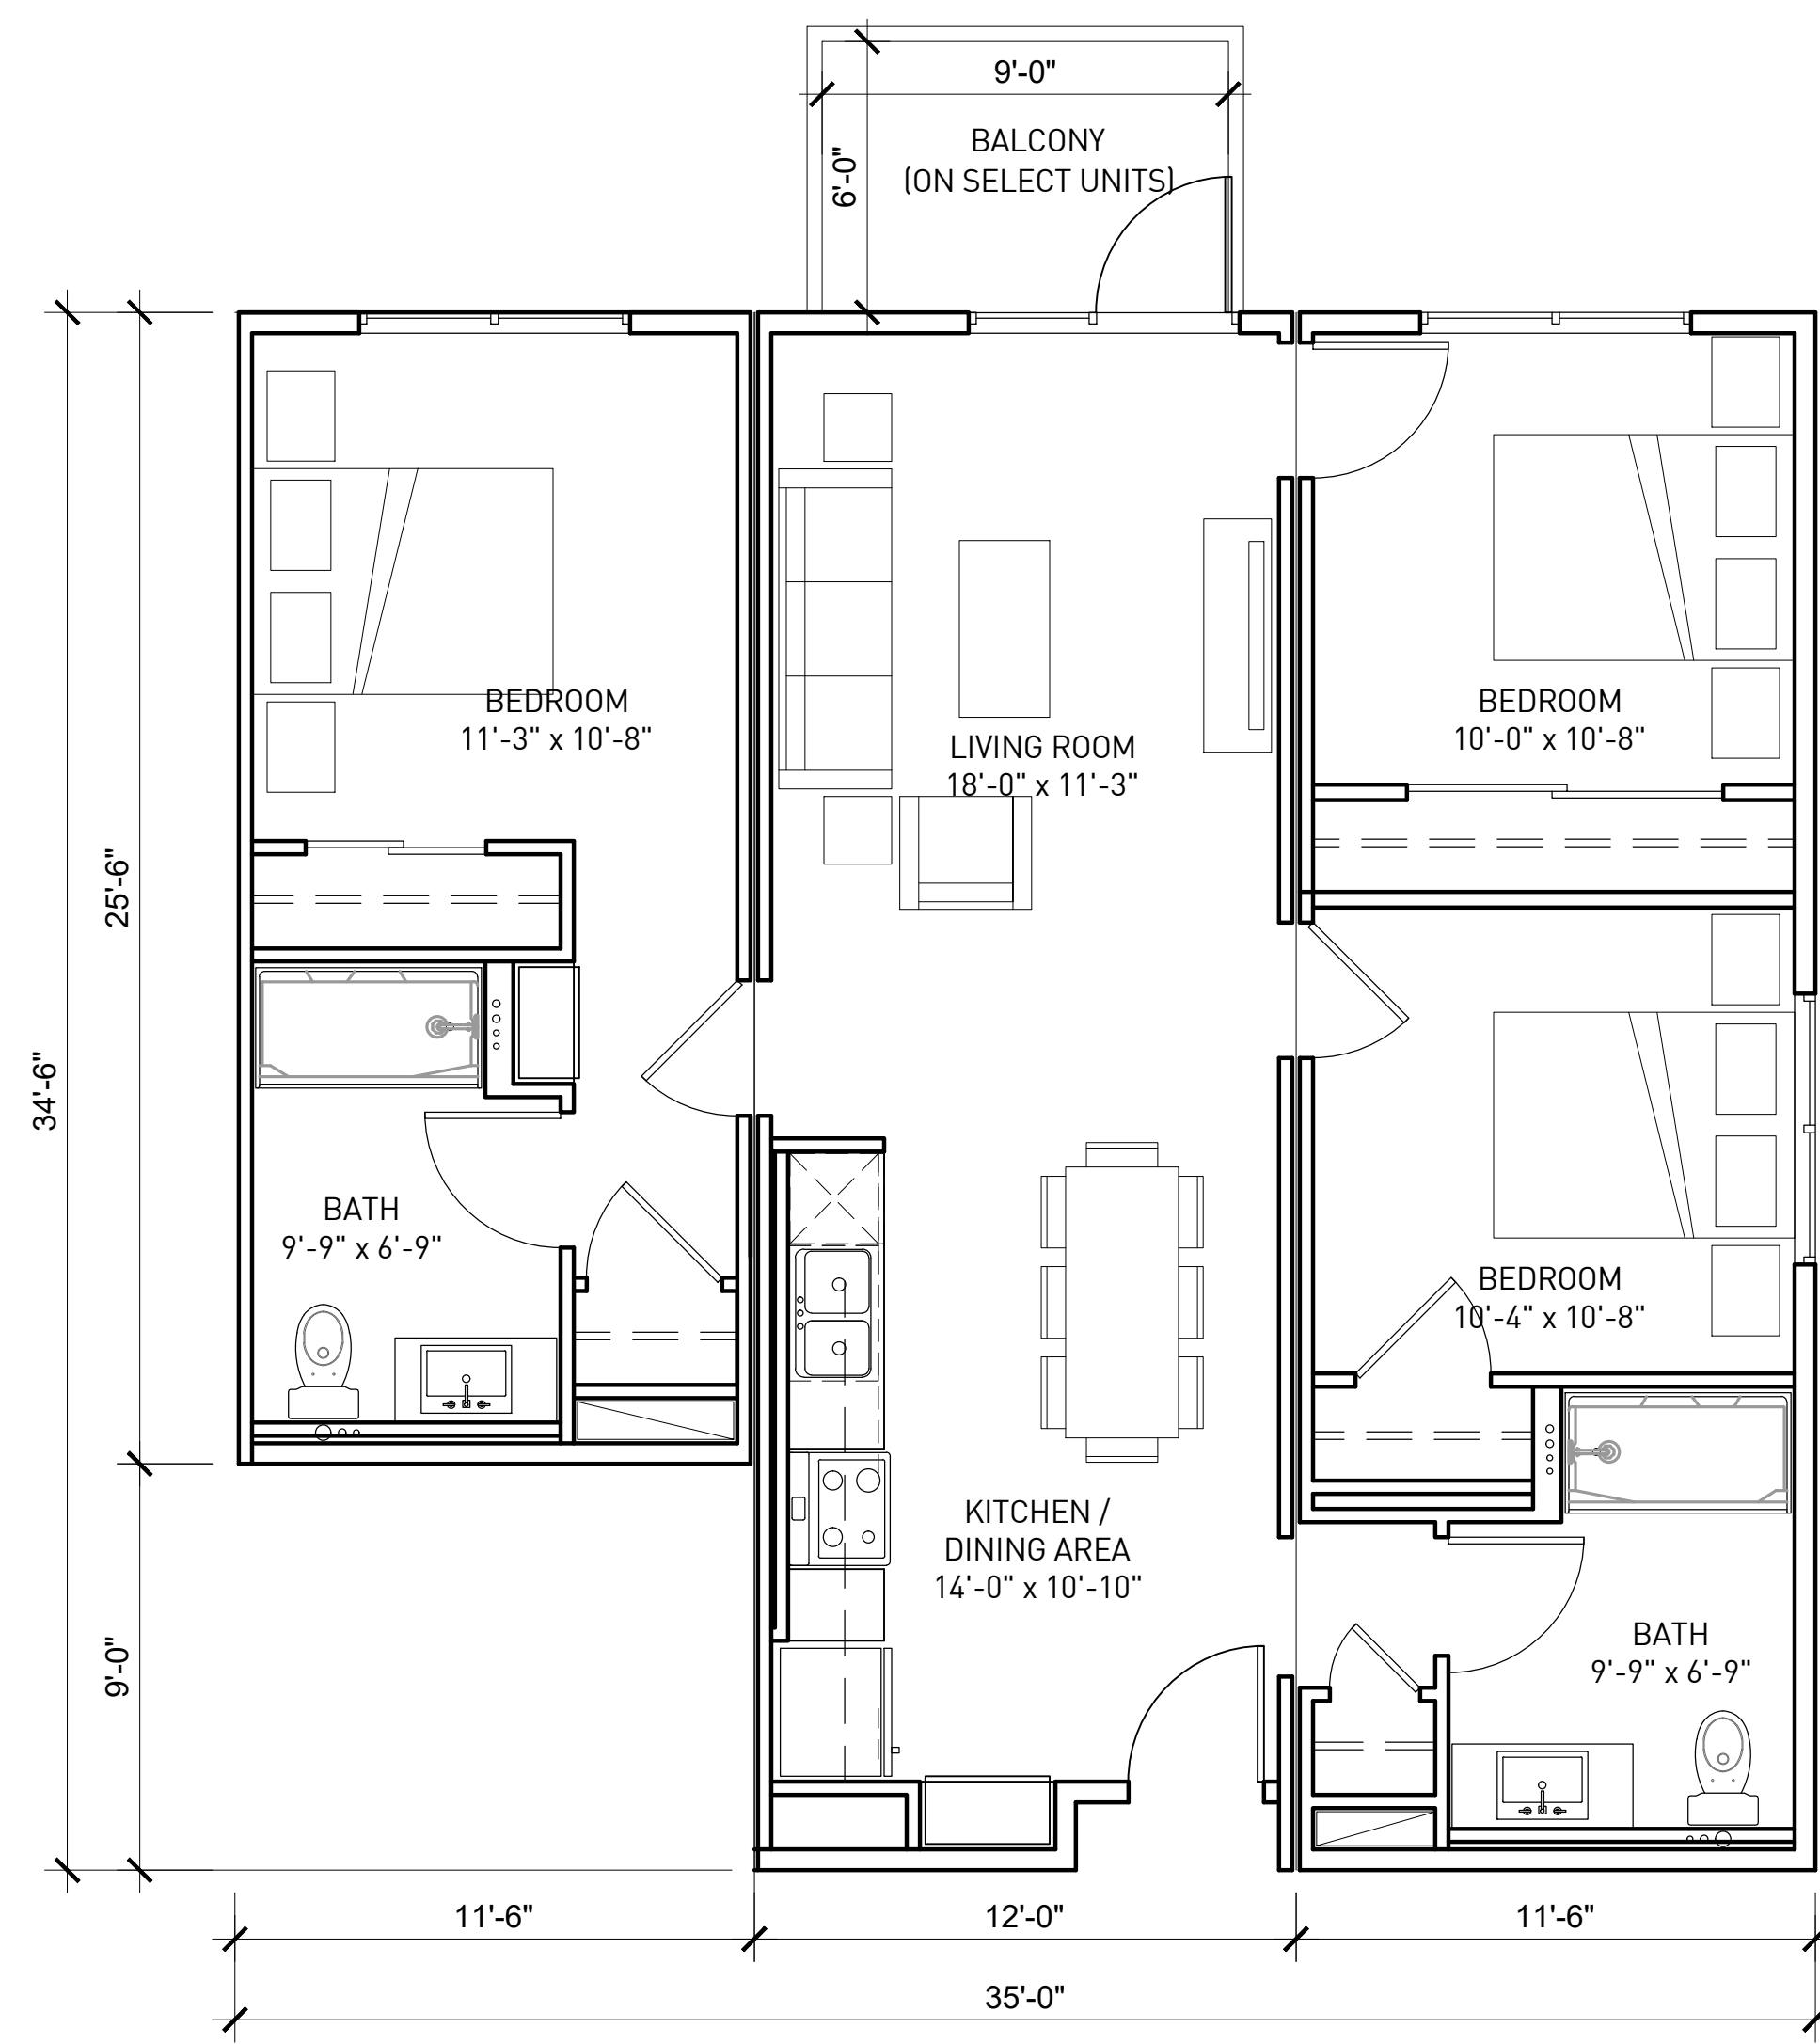 9'-0"
BALCONY
(ON SELECT UNITS)
6'-0"
BEDROOM
11'-3" x 10'-8"
LIVING ROOM
18'-0" x 11'-3"
BEDROOM
10'-0" x 10'-8"
25'-6"
34'-6"
BATH
9'-9" x 6'-9"
BEDROOM
10'-4" x 10'-8"
KITCHEN /
DINING AREA
14'-0" x 10'-10"
9'-0"
BATH
9'-9" x 6'-9"
11'-6"
12'-0"
11'-6"
35'-0"